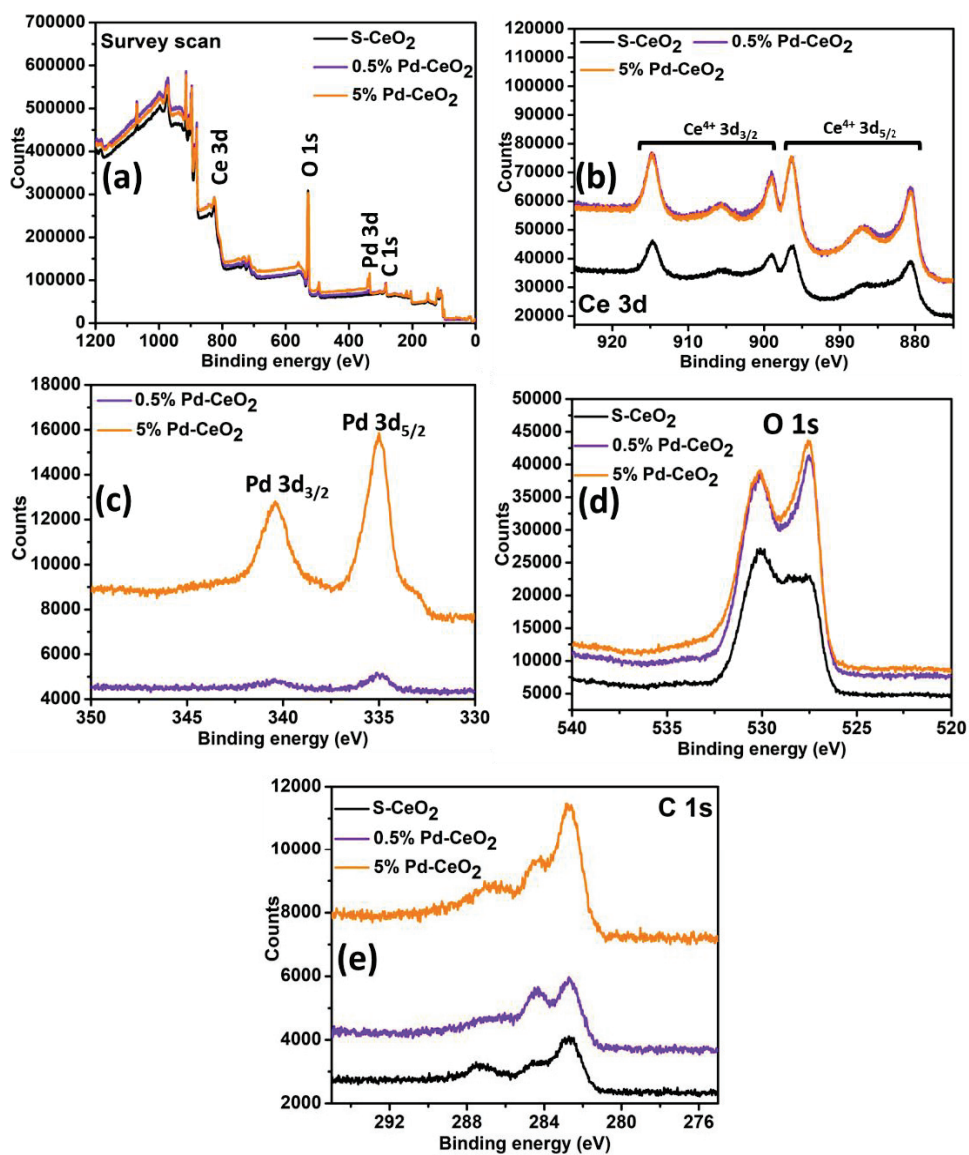 700000
600000
500000
400000
300000
200000
100000
0
Counts
Survey scan
S-CeO₂
0.5% Pd-CeO₂
5% Pd-CeO₂
(a)
Ce 3d
O 1s
Pd 3d
C 1s
1200 1000 800 600 400 200 0
Binding energy (eV)
120000
110000
100000
90000
80000
70000
60000
50000
40000
30000
20000
Counts
S-CeO₂ 0.5% Pd-CeO₂
5% Pd-CeO₂
Ce⁴⁺ 3d₃/₂ Ce⁴⁺ 3d₅/₂
(b)
Ce 3d
920 910 900 890 880
Binding energy (eV)
18000
16000
14000
12000
10000
8000
6000
4000
Counts
0.5% Pd-CeO₂
5% Pd-CeO₂
Pd 3d₅/₂
Pd 3d₃/₂
(c)
350 345 340 335 330
Binding energy (eV)
50000
45000
40000
35000
30000
25000
20000
15000
10000
5000
Counts
S-CeO₂
0.5% Pd-CeO₂
5% Pd-CeO₂
O 1s
(d)
540 535 530 525 520
Binding energy (eV)
12000
10000
8000
6000
4000
2000
Counts
C 1s
S-CeO₂
0.5% Pd-CeO₂
5% Pd-CeO₂
(e)
292 288 284 280 276
Binding energy (eV)